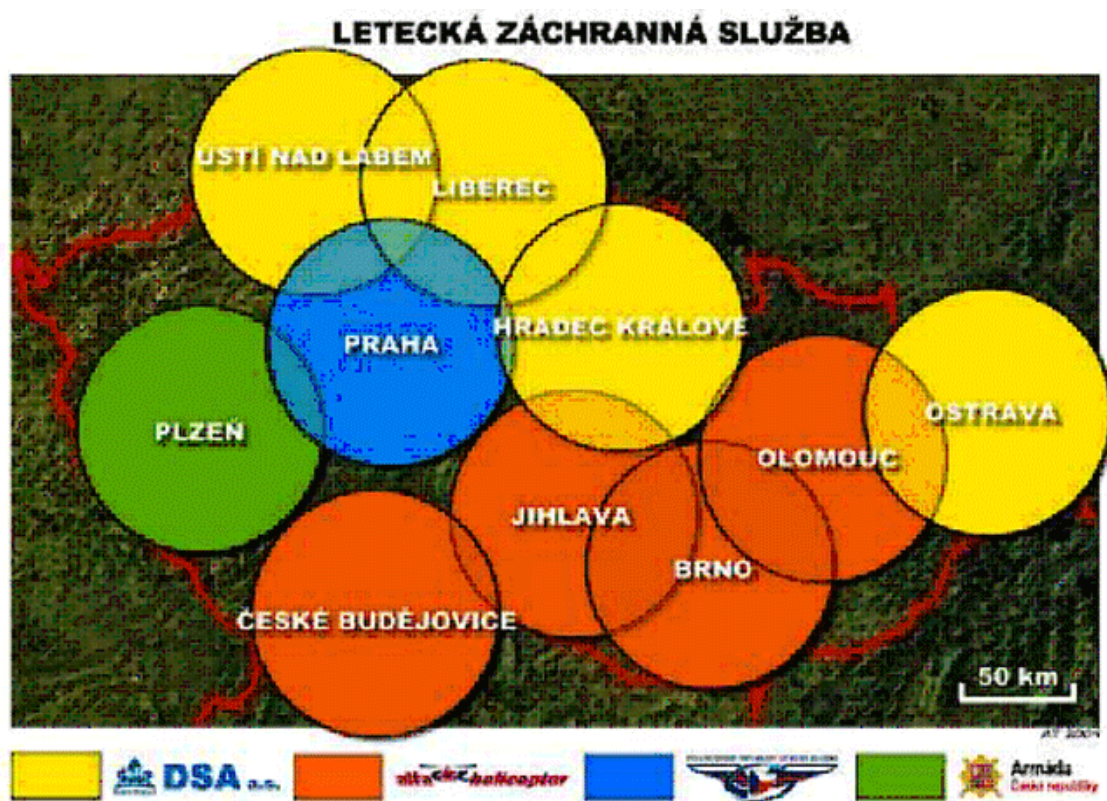 LETECKÁ ZÁCHRANNÁ SLUŽBA
ÚSTÍ NAD LABEM
LIBEREC
HRADEC KRÁLOVÉ
PRAHA
OSTRAVA
PLZEŇ
OLOMOUC
JIHLAVA
BRNO
ČESKÉ BUDĚJOVICE
50 km
DSA a.s.
helicopter
Armáda
České republiky